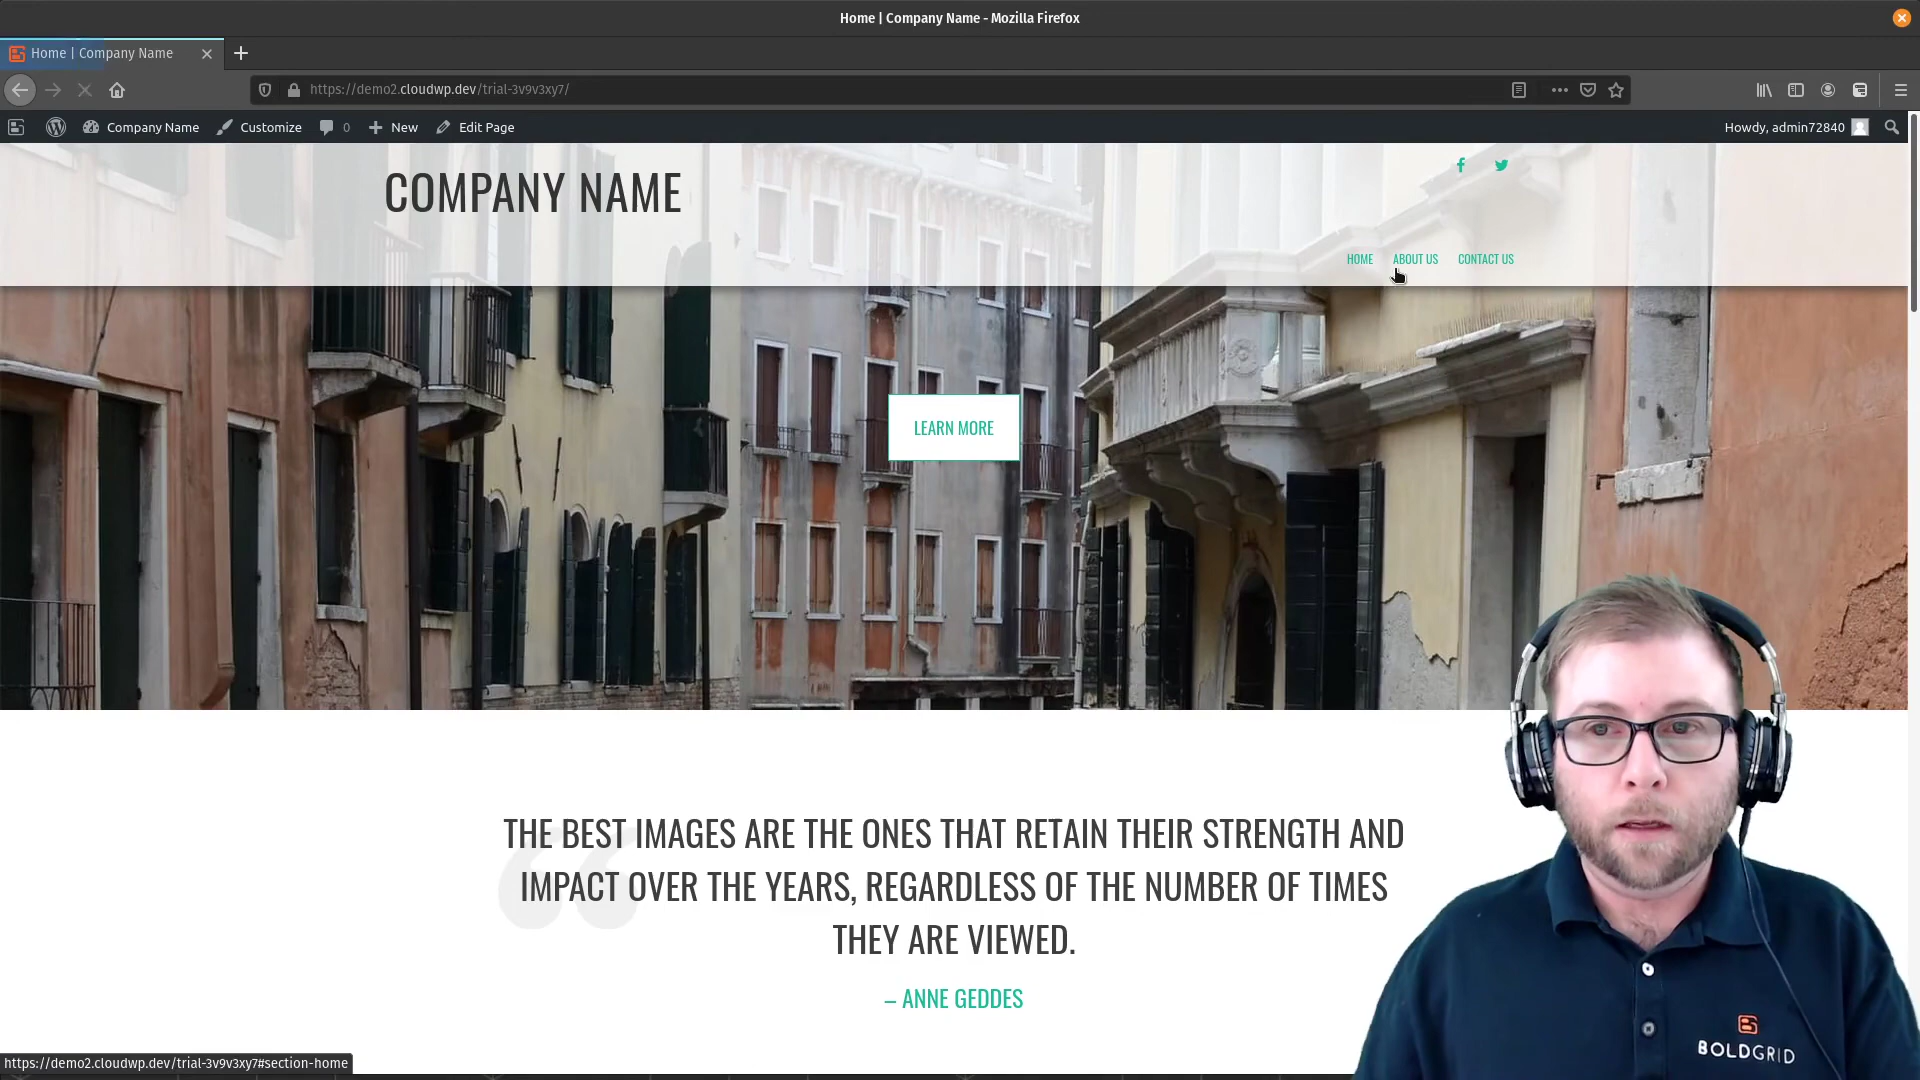 Home | Company Name - Mozilla Firefox
Home | Company Name
https://demo2.cloudwp.dev/trial-3v9v3xy7/
Company Name
Customize
0
New
Edit Page
Howdy, admin72840
COMPANY NAME
HOME
ABOUT US
CONTACT US
LEARN MORE
THE BEST IMAGES ARE THE ONES THAT RETAIN THEIR STRENGTH AND
IMPACT OVER THE YEARS, REGARDLESS OF THE NUMBER OF TIMES
THEY ARE VIEWED.
– ANNE GEDDES
BOLDGRID
https://demo2.cloudwp.dev/trial-3v9v3xy7#section-home